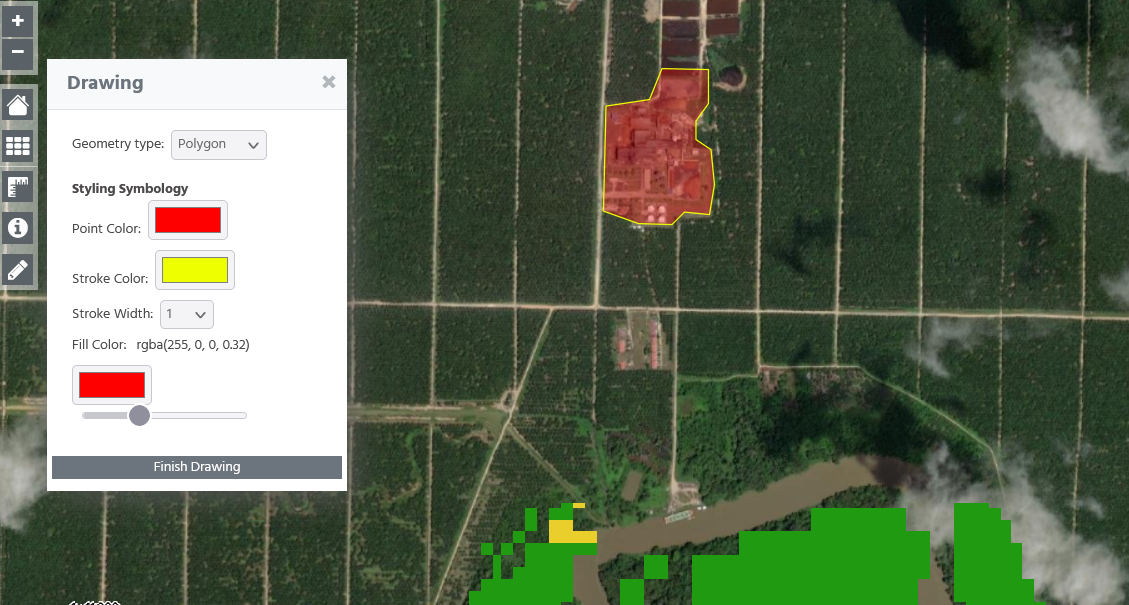 +
Drawing
−
Geometry type: Polygon
Styling Symbology
Point Color:
Stroke Color:
Stroke Width: 1
Fill Color: rgba(255, 0, 0, 0.32)
Finish Drawing